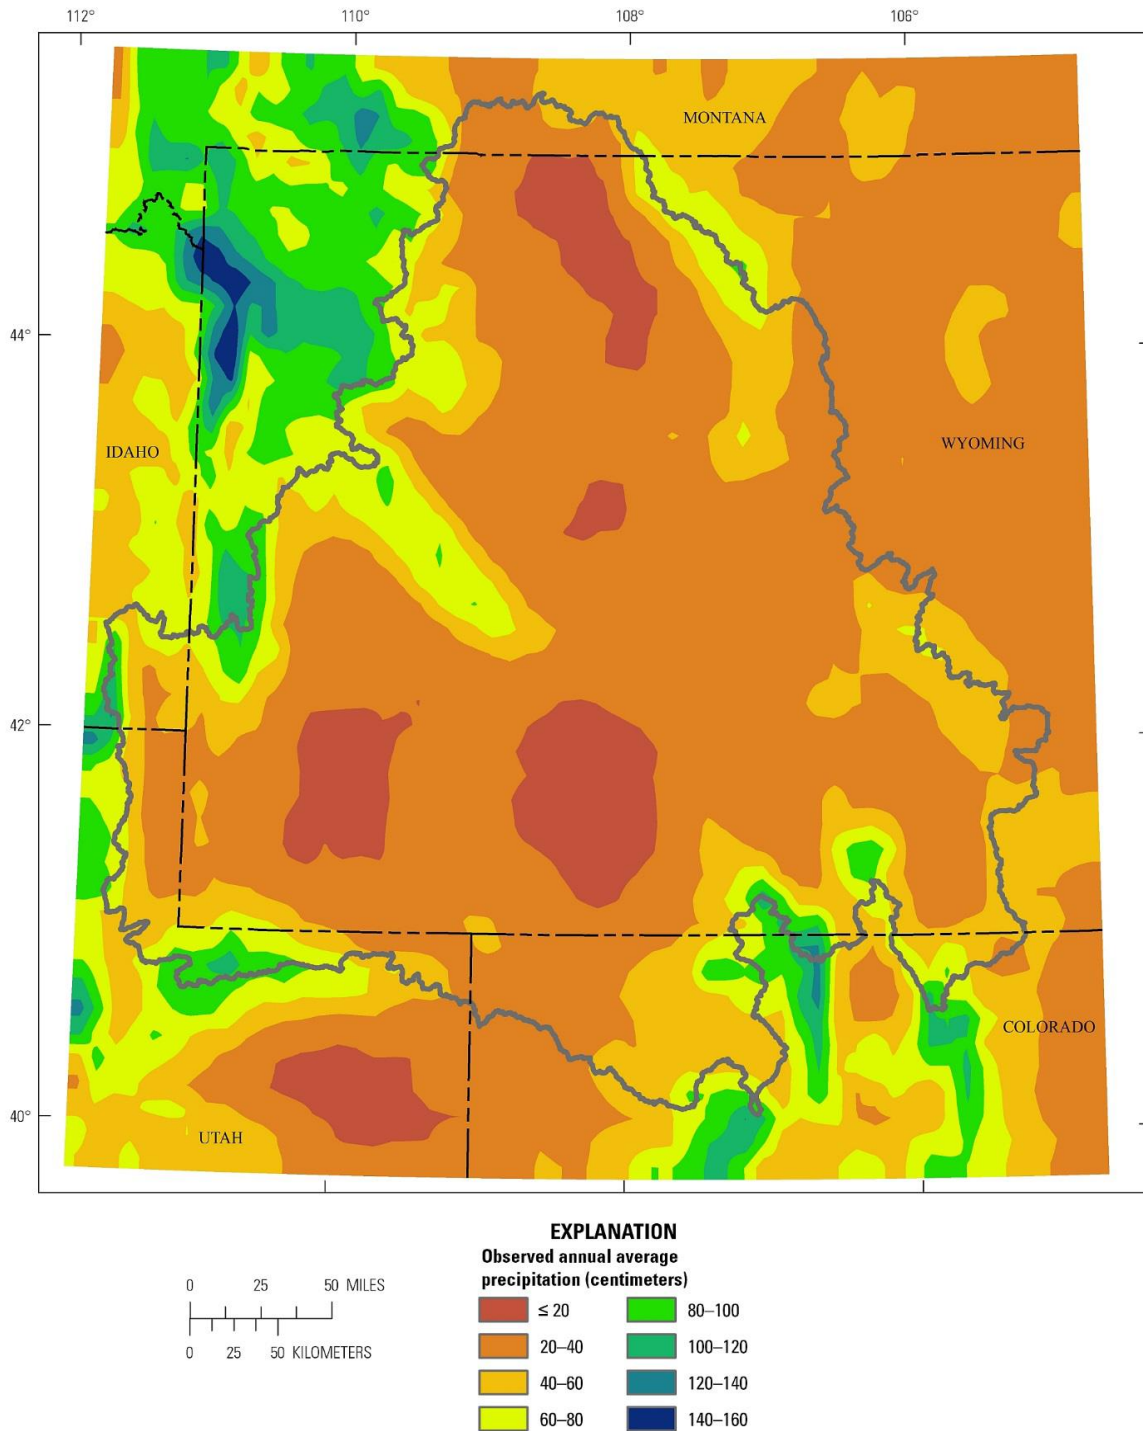 112°
110°
108°
106°
MONTANA
44°
IDAHO
WYOMING
42°
COLORADO
40°
UTAH
EXPLANATION
Observed annual average
precipitation (centimeters)
0 25 50 MILES
0 25 50 KILOMETERS
≤ 20
80–100
20–40
100–120
40–60
120–140
60–80
140–160